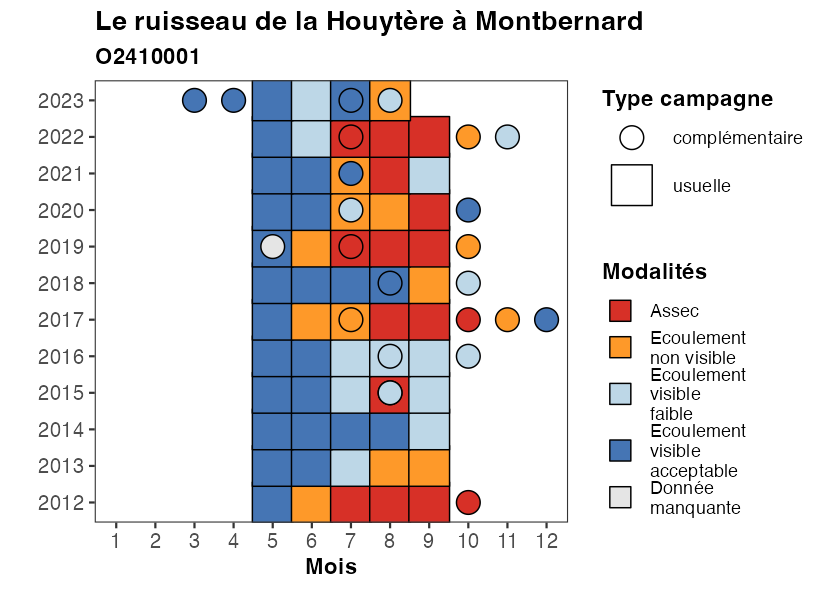 Le ruisseau de la Houytère à Montbernard
O2410001
2023
2022
2021
2020
2019
2018
2017
2016
2015
2014
2013
2012
1 2 3 4 5 6 7 8 9 10 11 12
Mois
Type campagne
complémentaire
usuelle
Modalités
Assec
Ecoulement
non visible
Ecoulement
visible
faible
Ecoulement
visible
acceptable
Donnée
manquante